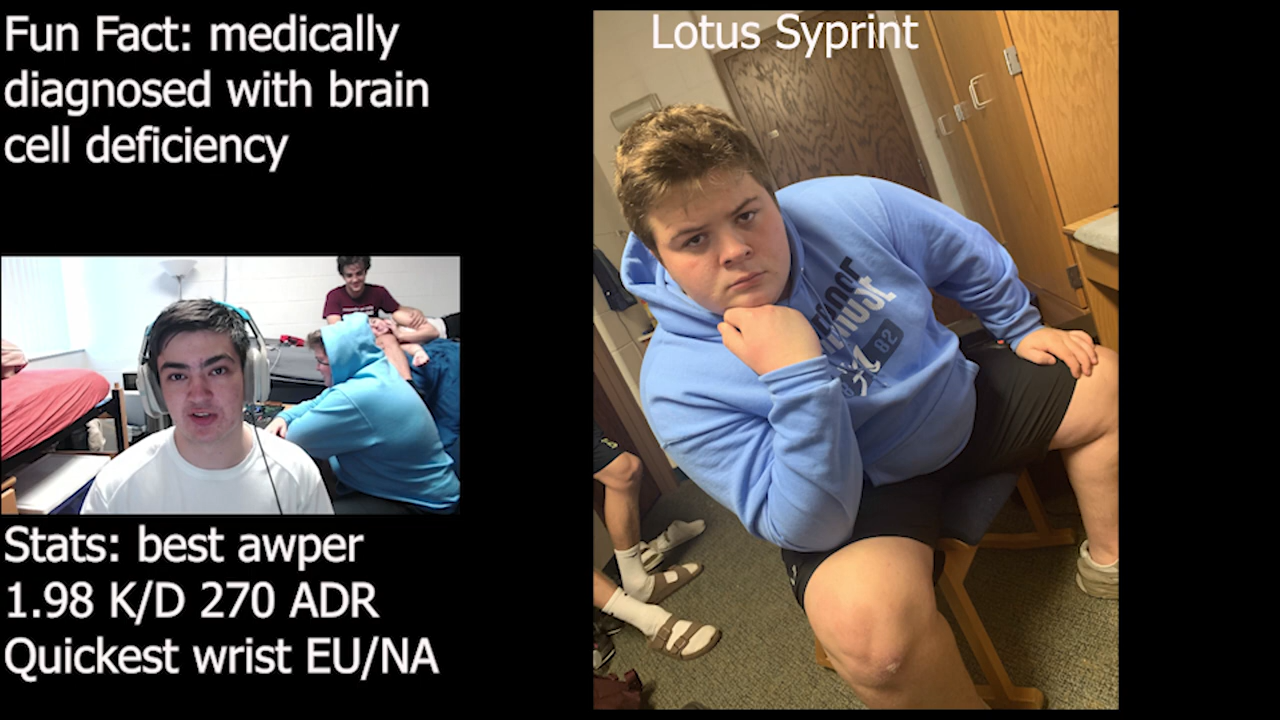 Fun Fact: medically
diagnosed with brain
cell deficiency
Lotus Syprint
82
Stats: best awper
1.98 K/D 270 ADR
Quickest wrist EU/NA